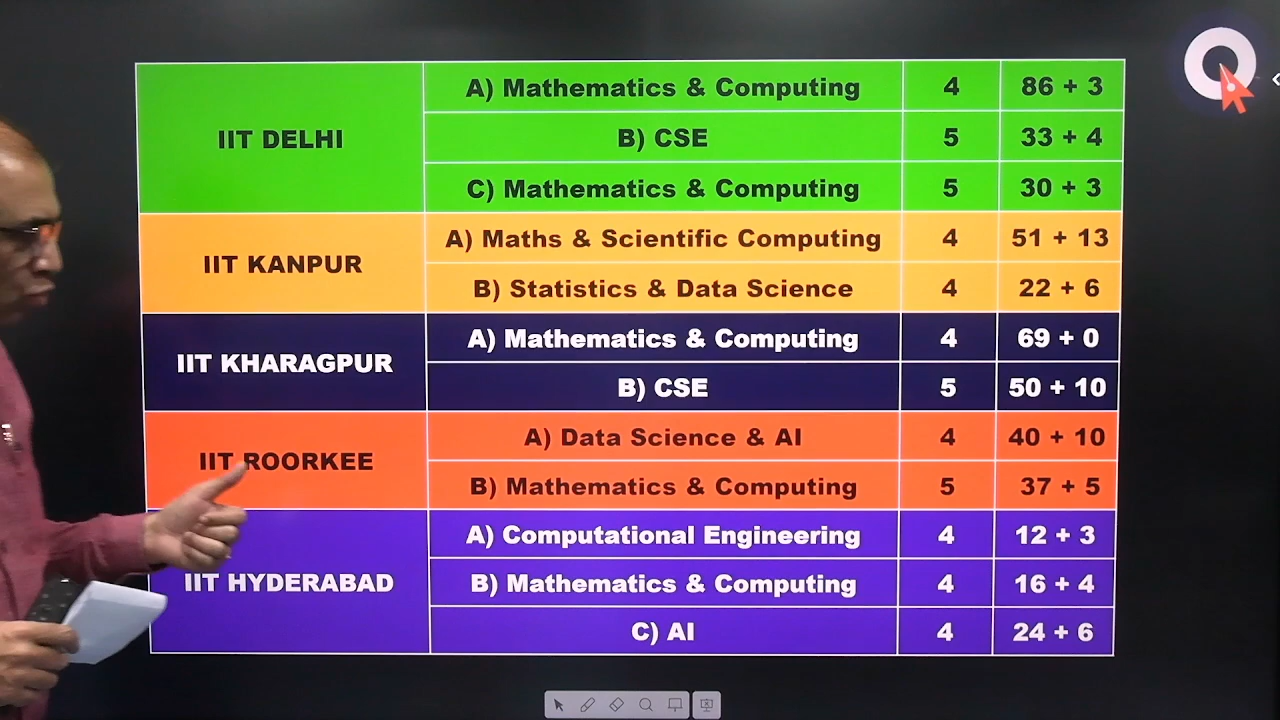 IIT DELHI
A) Mathematics & Computing 4 86 + 3
B) CSE 5 33 + 4
C) Mathematics & Computing 5 30 + 3
IIT KANPUR
A) Maths & Scientific Computing 4 51 + 13
B) Statistics & Data Science 4 22 + 6
IIT KHARAGPUR
A) Mathematics & Computing 4 69 + 0
B) CSE 5 50 + 10
IIT ROORKEE
A) Data Science & AI 4 40 + 10
B) Mathematics & Computing 5 37 + 5
IIT HYDERABAD
A) Computational Engineering 4 12 + 3
B) Mathematics & Computing 4 16 + 4
C) AI 4 24 + 6